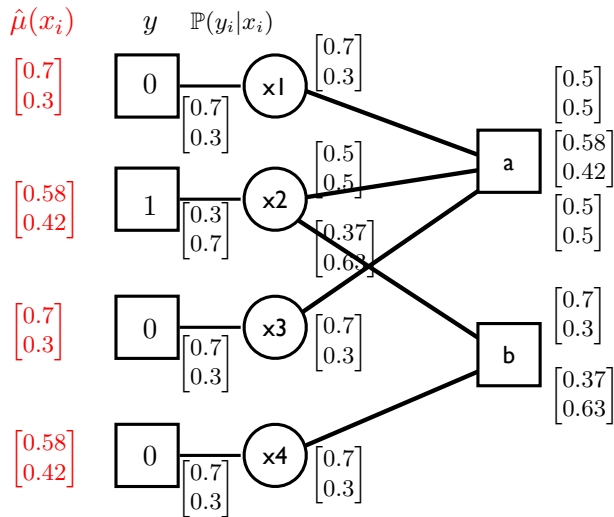 μ̂(x_i) y ℙ(y_i|x_i)
[0.7 0.3] 0 [0.7 0.3] x1 [0.7 0.3]
[0.5 0.5]
a [0.58 0.42]
[0.5 0.5]
[0.58 0.42] 1 [0.3 0.7] x2 [0.5 0.5]
[0.37 0.63]
[0.7 0.3] 0 [0.7 0.3] x3 [0.7 0.3]
[0.7 0.3]
b
[0.37 0.63]
[0.58 0.42] 0 [0.7 0.3] x4 [0.7 0.3]